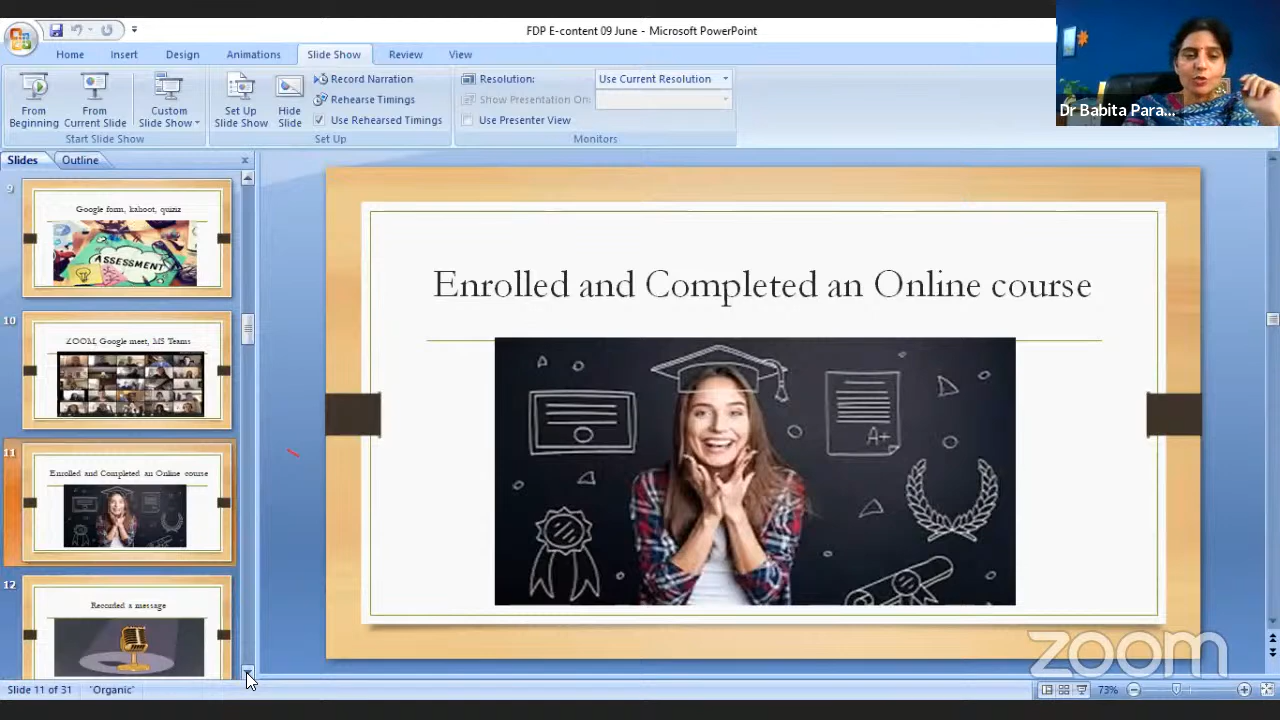 FDP E-content 09 June - Microsoft PowerPoint
Home Insert Design Animations Slide Show Review View
From Beginning
From Current Slide
Custom Slide Show
Start Slide Show
Set Up Slide Show
Hide Slide
Record Narration
Rehearse Timings
Use Rehearsed Timings
Set Up
Resolution: Use Current Resolution
Show Presentation On:
Use Presenter View
Monitors
Dr Babita Para...
Slides Outline
9
Google form, kahoot, quiziz
ASSESSMENT
10
ZOOM, Google meet, MS Teams
11
Enrolled and Completed an Online course
12
Recorded a message
Enrolled and Completed an Online course
A+
zoom
Slide 11 of 31 "Organic" 73%